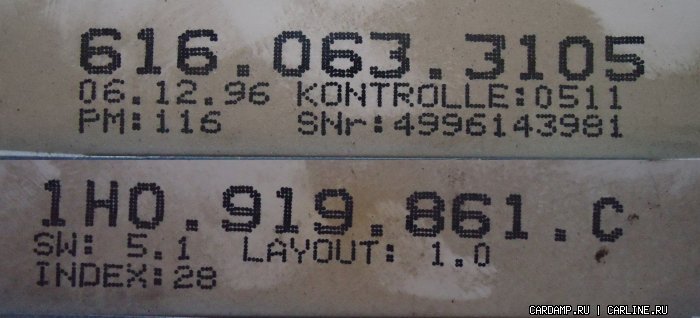 616.063.3105
06.12.96 KONTROLLE:0511
PM:116 SNr:4996143981
1H0.919.861.C
SW: 5.1 LAYOUT: 1.0
INDEX:28
CARDAMP.RU | CARLINE.RU